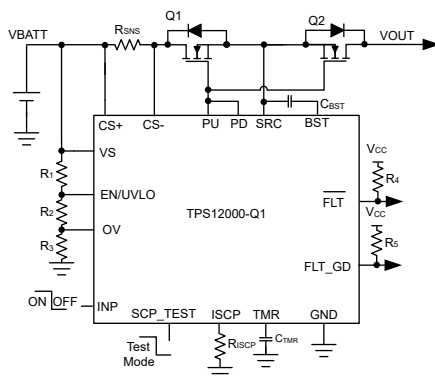 Q1
Q2
VBATT
RSNS
VOUT
CBST
CS+
CS-
PU
PD
SRC
BST
VS
R1
EN/UVLO
R2
OV
R3
TPS12000-Q1
VCC
R4
FLT
VCC
R5
FLT_GD
ON
OFF
INP
SCP_TEST
ISCP
TMR
GND
Test
Mode
RISCP
CTMR